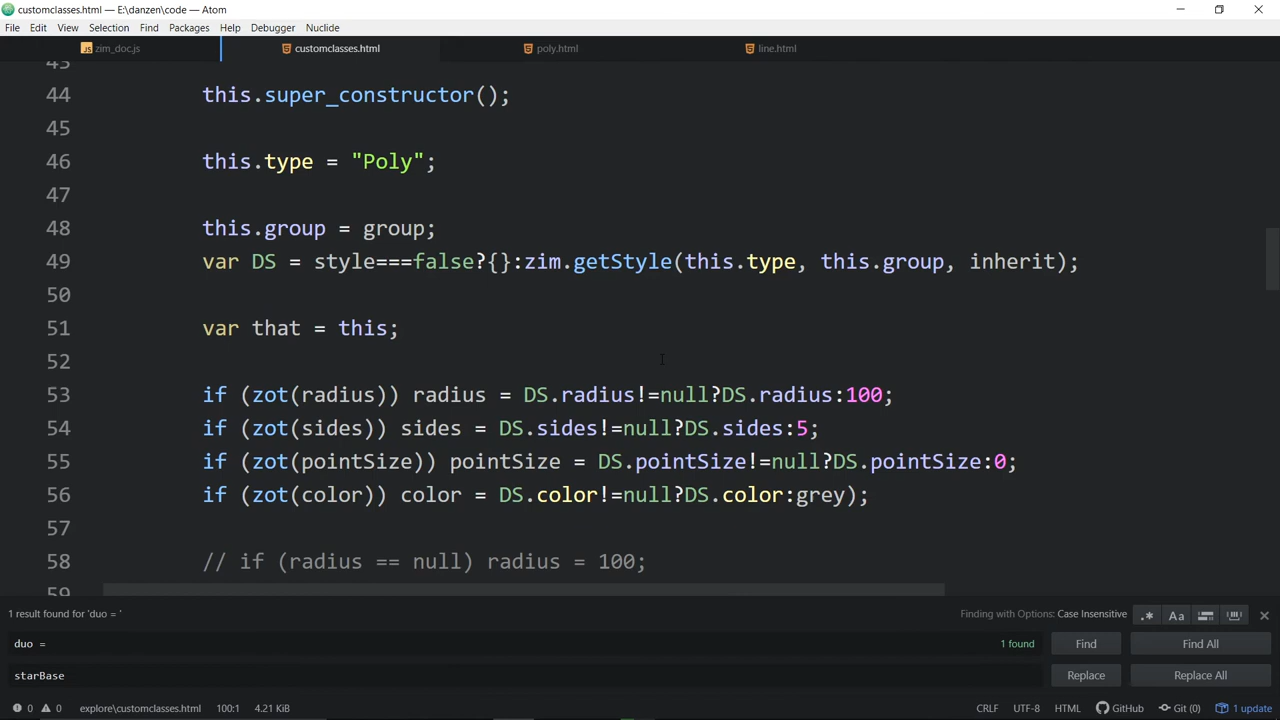 customclasses.html — E:\danzen\code — Atom
File Edit View Selection Find Packages Help Debugger Nuclide
zim_doc.js customclasses.html poly.html line.html
43
44 this.super_constructor();
45
46 this.type = "Poly";
47
48 this.group = group;
49 var DS = style===false?{}:zim.getStyle(this.type, this.group, inherit);
50
51 var that = this;
52
53 if (zot(radius)) radius = DS.radius!=null?DS.radius:100;
54 if (zot(sides)) sides = DS.sides!=null?DS.sides:5;
55 if (zot(pointSize)) pointSize = DS.pointSize!=null?DS.pointSize:0;
56 if (zot(color)) color = DS.color!=null?DS.color:grey);
57
58 // if (radius == null) radius = 100;
59
1 result found for 'duo = ' Finding with Options: Case Insensitive .* Aa
duo = 1 found Find Find All
starBase Replace Replace All
0 0 explore\customclasses.html 100:1 4.21 KiB CRLF UTF-8 HTML GitHub Git (0) 1 update